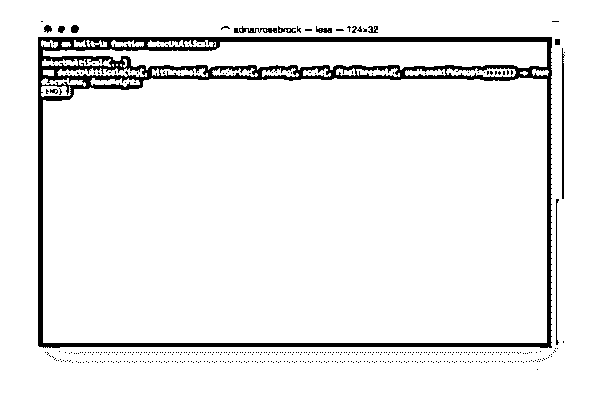 adrianrosebrock — less — 124×32
Help on built-in function detectMultiScale:
detectMultiScale(...)
detectMultiScale(img[, hitThreshold[, winStride[, padding[, scale[, finalThreshold[, useMeanshiftGrouping]]]]]]) -> foun
dLocations, foundWeights
(END)